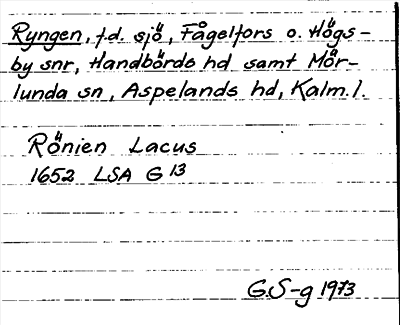 Ryngen, f.d. sjö, Fågelfors o. Högs-
by snr, Handbörds hd samt Mör-
lunda sn, Aspelands hd, Kalm. l.
Rönien Lacus
1652 LSA G 13
G.S-g 1973